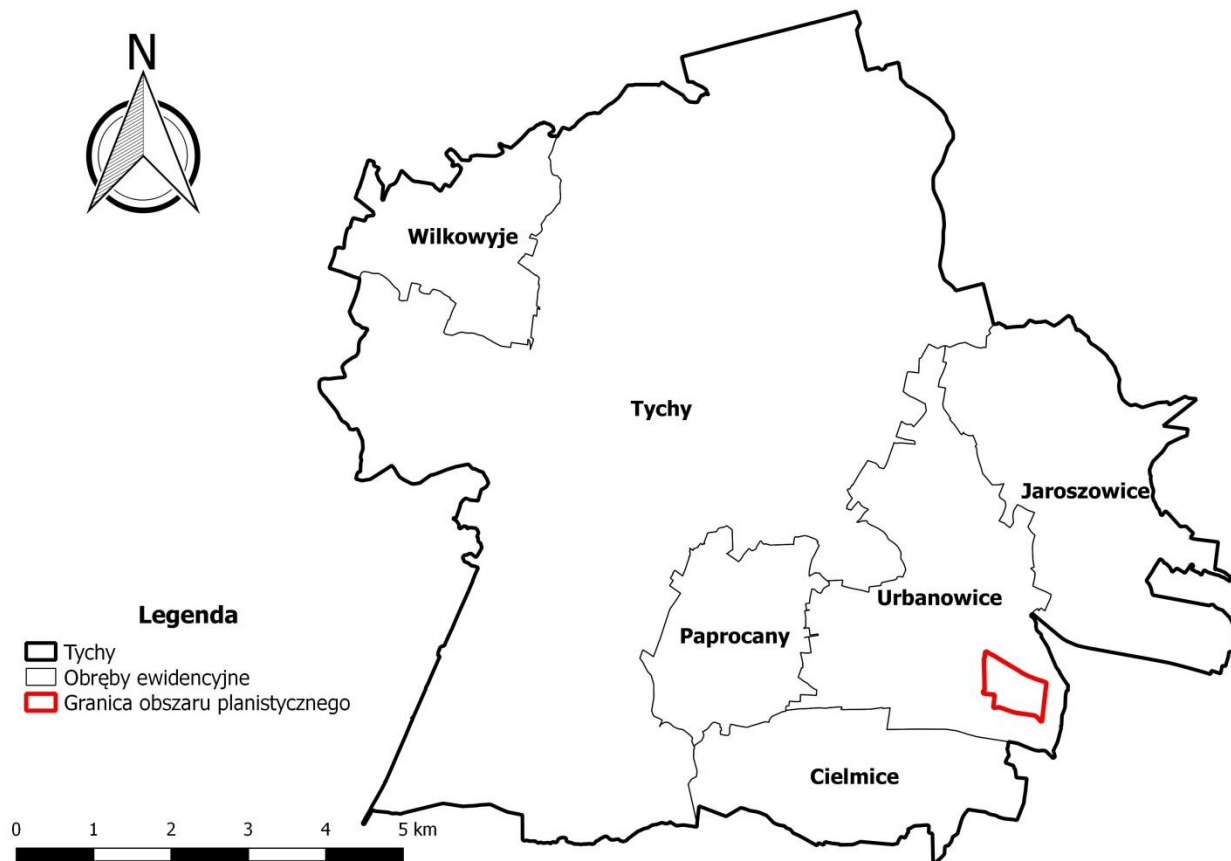 N
Wilkowyje
Tychy
Jaroszowice
Urbanowice
Paprocany
Cielmice
Legenda
Tychy
Obręby ewidencyjne
Granica obszaru planistycznego
0 1 2 3 4 5 km